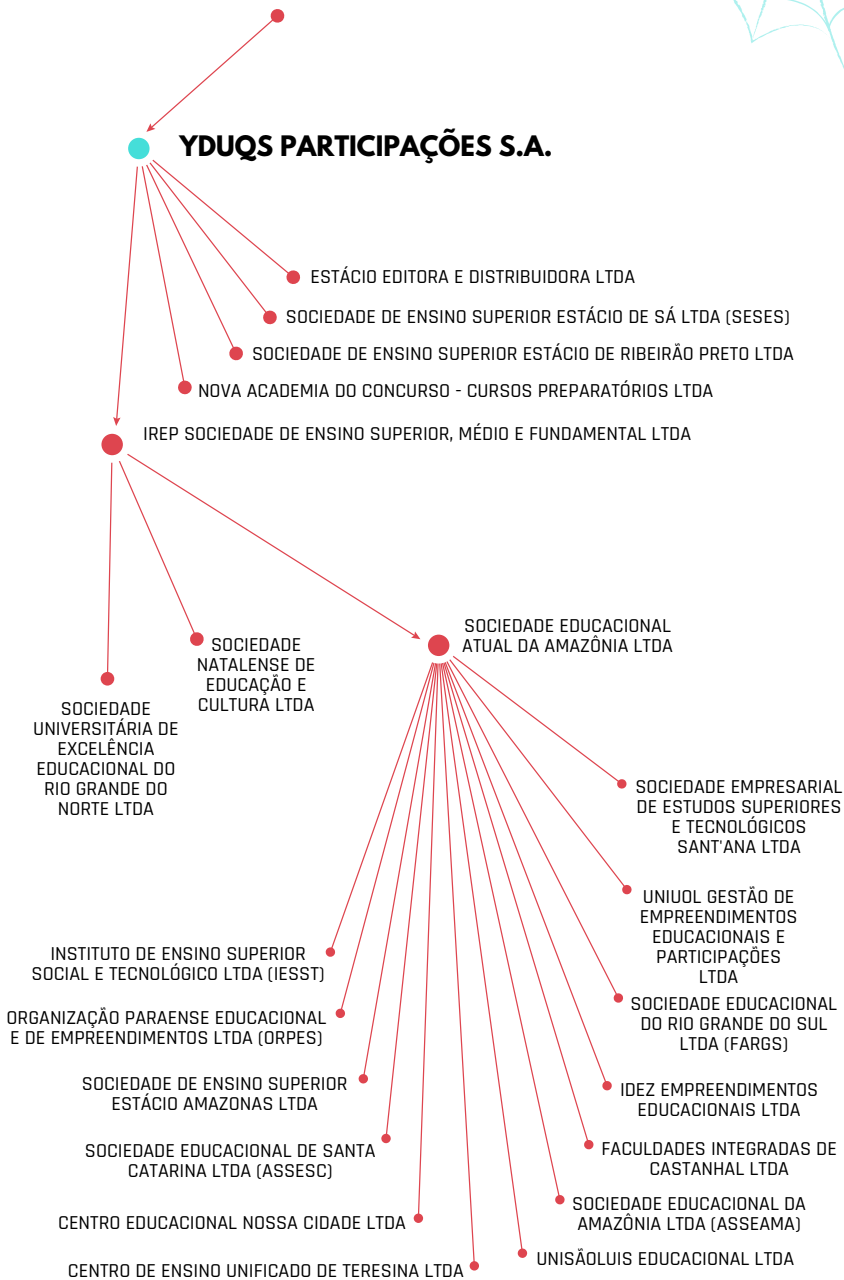 YDUQS PARTICIPAÇÕES S.A.
ESTÁCIO EDITORA E DISTRIBUIDORA LTDA
SOCIEDADE DE ENSINO SUPERIOR ESTÁCIO DE SÁ LTDA (SESES)
SOCIEDADE DE ENSINO SUPERIOR ESTÁCIO DE RIBEIRÃO PRETO LTDA
NOVA ACADEMIA DO CONCURSO - CURSOS PREPARATÓRIOS LTDA
IREP SOCIEDADE DE ENSINO SUPERIOR, MÉDIO E FUNDAMENTAL LTDA
SOCIEDADE EDUCACIONAL
ATUAL DA AMAZÔNIA LTDA
SOCIEDADE
NATALENSE DE
EDUCAÇÃO E
CULTURA LTDA
SOCIEDADE
UNIVERSITÁRIA DE
EXCELÊNCIA
EDUCACIONAL DO
RIO GRANDE DO
NORTE LTDA
SOCIEDADE EMPRESARIAL
DE ESTUDOS SUPERIORES
E TECNOLÓGICOS
SANT'ANA LTDA
UNIUOL GESTÃO DE
EMPREENDIMENTOS
EDUCACIONAIS E
PARTICIPAÇÕES
LTDA
INSTITUTO DE ENSINO SUPERIOR
SOCIAL E TECNOLÓGICO LTDA (IESST)
SOCIEDADE EDUCACIONAL
DO RIO GRANDE DO SUL
LTDA (FARGS)
ORGANIZAÇÃO PARAENSE EDUCACIONAL
E DE EMPREENDIMENTOS LTDA (ORPES)
SOCIEDADE DE ENSINO SUPERIOR
ESTÁCIO AMAZONAS LTDA
IDEZ EMPREENDIMENTOS
EDUCACIONAIS LTDA
SOCIEDADE EDUCACIONAL DE SANTA
CATARINA LTDA (ASSESC)
FACULDADES INTEGRADAS DE
CASTANHAL LTDA
SOCIEDADE EDUCACIONAL DA
AMAZÔNIA LTDA (ASSEAMA)
CENTRO EDUCACIONAL NOSSA CIDADE LTDA
UNISÃOLUIS EDUCACIONAL LTDA
CENTRO DE ENSINO UNIFICADO DE TERESINA LTDA